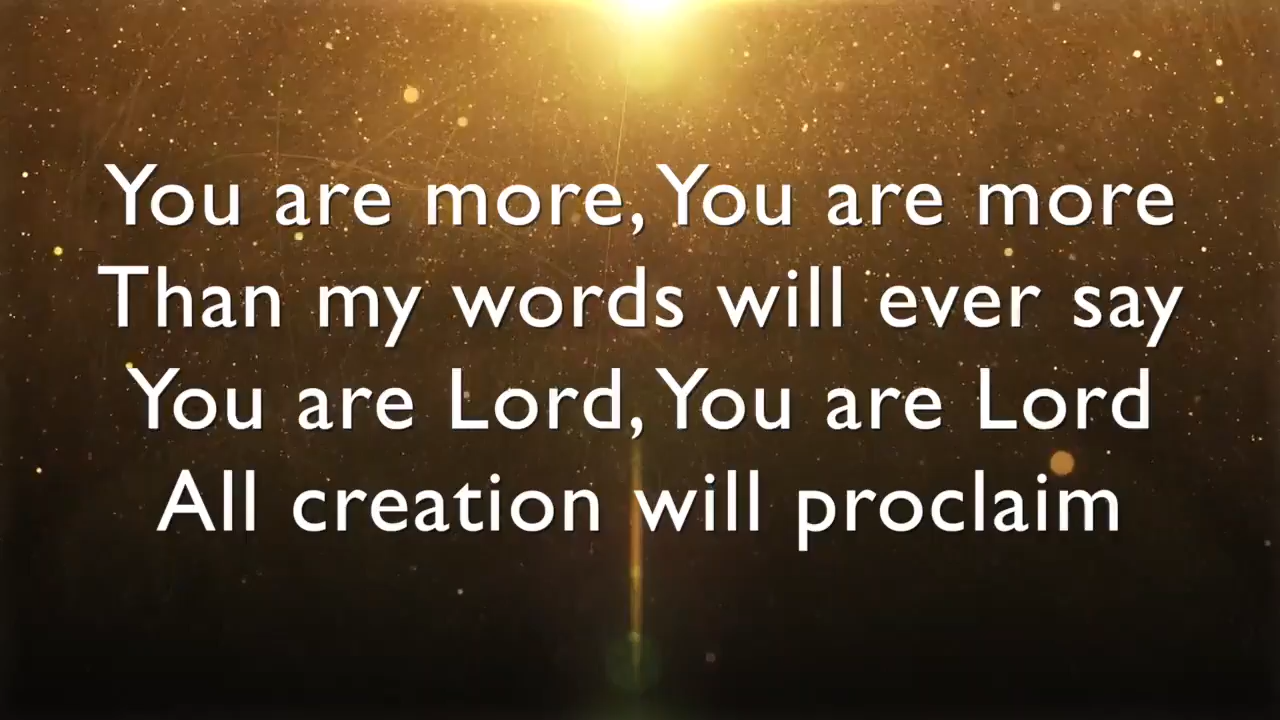 You are more, You are more
Than my words will ever say
You are Lord, You are Lord
All creation will proclaim